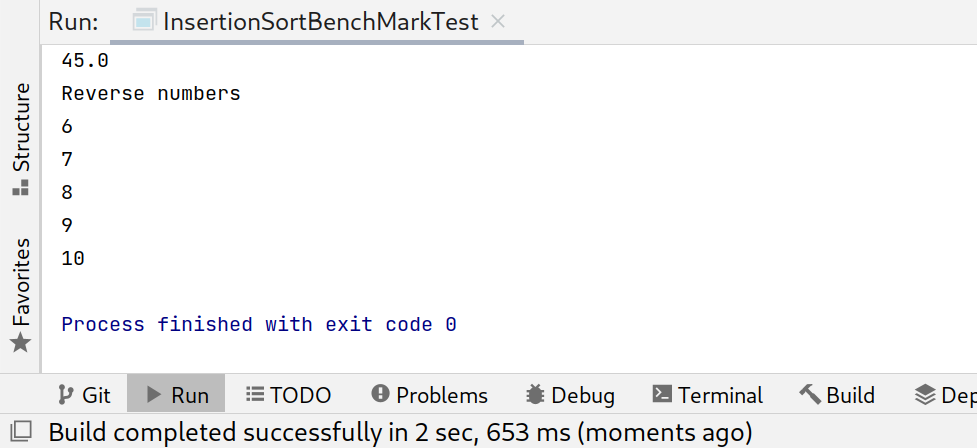 Run: InsertionSortBenchMarkTest
45.0
Reverse numbers
6
7
8
9
10
Process finished with exit code 0
Structure
Favorites
Git Run TODO Problems Debug Terminal Build Dep
Build completed successfully in 2 sec, 653 ms (moments ago)